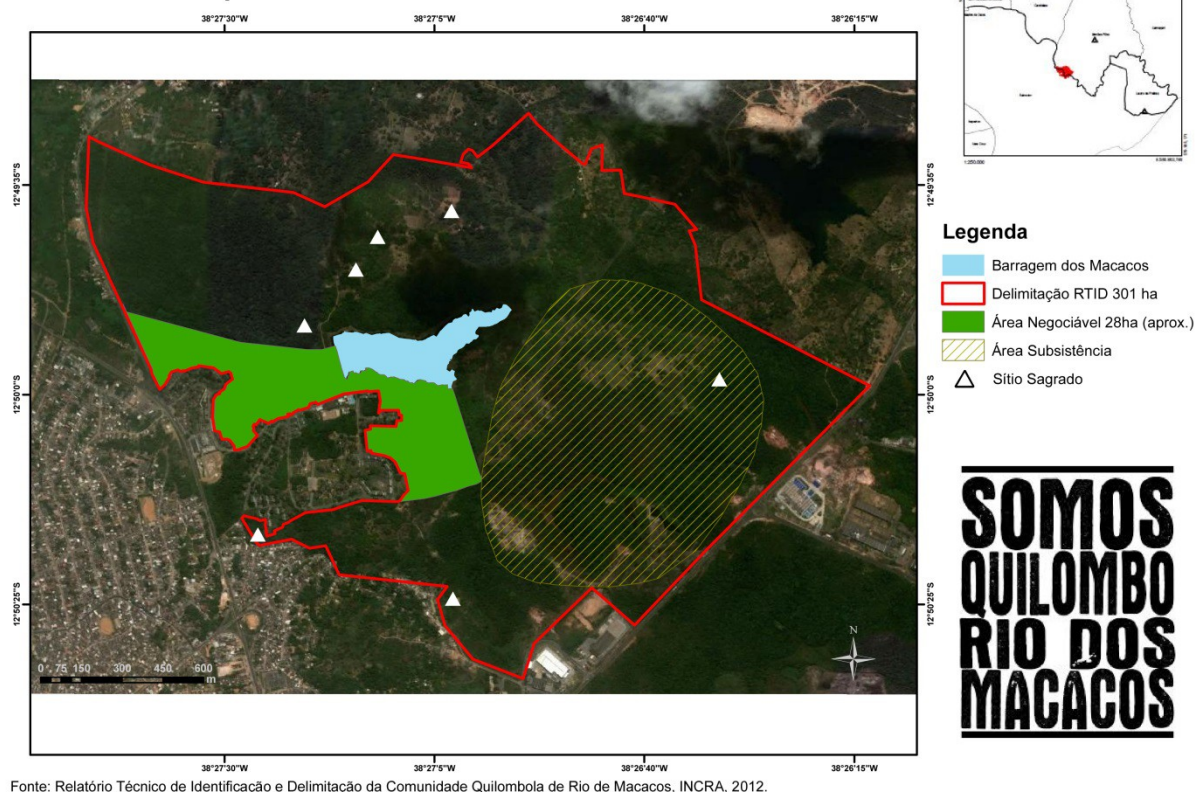 38°27'30"W
38°27'5"W
38°26'40"W
38°26'15"W
12°49'35"S
12°50'0"S
12°50'25"S
12°49'35"S
12°50'0"S
12°50'25"S
N
0 75 150 300 450 600
m
38°27'30"W
38°27'5"W
38°26'40"W
38°26'15"W
1:250,000
Legenda
Barragem dos Macacos
Delimitação RTID 301 ha
Área Negociável 28ha (aprox.)
Área Subsistência
Sítio Sagrado
SOMOS
QUILOMBO
RIO DOS
MACACOS
Fonte: Relatório Técnico de Identificação e Delimitação da Comunidade Quilombola de Rio de Macacos. INCRA. 2012.